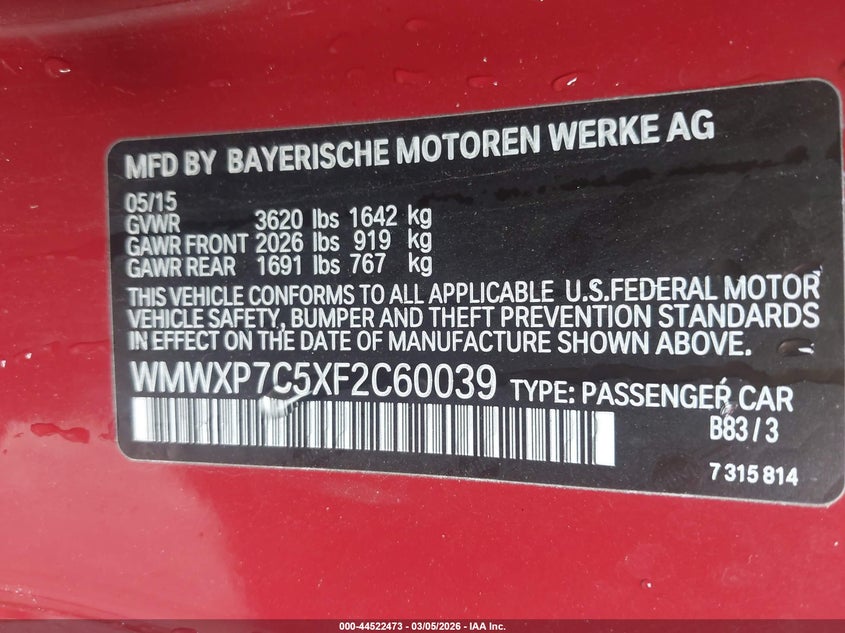 MFD BY BAYERISCHE MOTOREN WERKE AG
05/15
GVWR 3620 lbs 1642 kg
GAWR FRONT 2026 lbs 919 kg
GAWR REAR 1691 lbs 767 kg
THIS VEHICLE CONFORMS TO ALL APPLICABLE U.S.FEDERAL MOTOR
VEHICLE SAFETY, BUMPER AND THEFT PREVENTION STANDARDS
IN EFFECT ON THE DATE OF MANUFACTURE SHOWN ABOVE.
WMWXP7C5XF2C60039 TYPE: PASSENGER CAR
B83/3
7 315 814
000-44522473 - 03/05/2026 - IAA Inc.